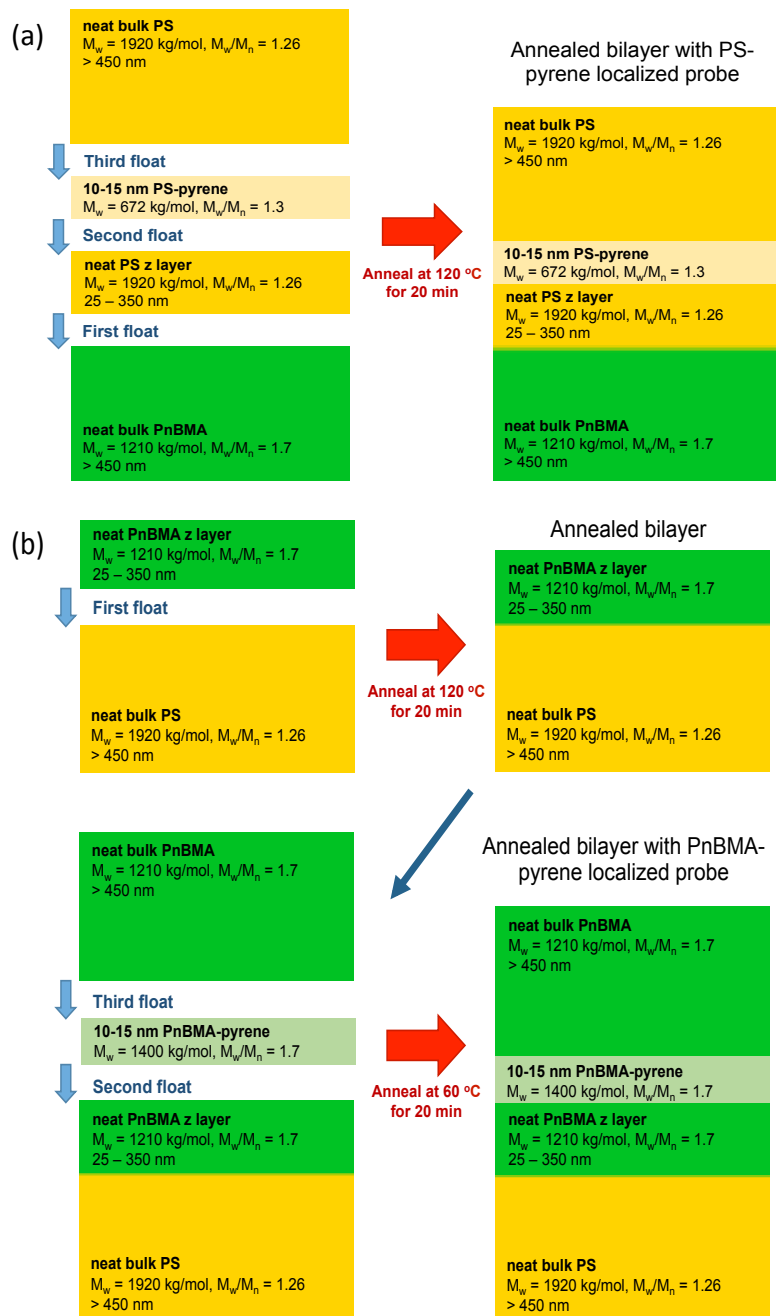 (a)
neat bulk PS
Mw = 1920 kg/mol, Mw/Mn = 1.26
> 450 nm
Third float
10-15 nm PS-pyrene
Mw = 672 kg/mol, Mw/Mn = 1.3
Second float
neat PS z layer
Mw = 1920 kg/mol, Mw/Mn = 1.26
25 – 350 nm
First float
neat bulk PnBMA
Mw = 1210 kg/mol, Mw/Mn = 1.7
> 450 nm
Anneal at 120 °C
for 20 min
Annealed bilayer with PS-
pyrene localized probe
neat bulk PS
Mw = 1920 kg/mol, Mw/Mn = 1.26
> 450 nm
10-15 nm PS-pyrene
Mw = 672 kg/mol, Mw/Mn = 1.3
neat PS z layer
Mw = 1920 kg/mol, Mw/Mn = 1.26
25 – 350 nm
neat bulk PnBMA
Mw = 1210 kg/mol, Mw/Mn = 1.7
> 450 nm
(b)
neat PnBMA z layer
Mw = 1210 kg/mol, Mw/Mn = 1.7
25 – 350 nm
First float
neat bulk PS
Mw = 1920 kg/mol, Mw/Mn = 1.26
> 450 nm
Anneal at 120 °C
for 20 min
Annealed bilayer
neat PnBMA z layer
Mw = 1210 kg/mol, Mw/Mn = 1.7
25 – 350 nm
neat bulk PS
Mw = 1920 kg/mol, Mw/Mn = 1.26
> 450 nm
neat bulk PnBMA
Mw = 1210 kg/mol, Mw/Mn = 1.7
> 450 nm
Third float
10-15 nm PnBMA-pyrene
Mw = 1400 kg/mol, Mw/Mn = 1.7
Second float
neat PnBMA z layer
Mw = 1210 kg/mol, Mw/Mn = 1.7
25 – 350 nm
neat bulk PS
Mw = 1920 kg/mol, Mw/Mn = 1.26
> 450 nm
Anneal at 60 °C
for 20 min
Annealed bilayer with PnBMA-
pyrene localized probe
neat bulk PnBMA
Mw = 1210 kg/mol, Mw/Mn = 1.7
> 450 nm
10-15 nm PnBMA-pyrene
Mw = 1400 kg/mol, Mw/Mn = 1.7
neat PnBMA z layer
Mw = 1210 kg/mol, Mw/Mn = 1.7
25 – 350 nm
neat bulk PS
Mw = 1920 kg/mol, Mw/Mn = 1.26
> 450 nm